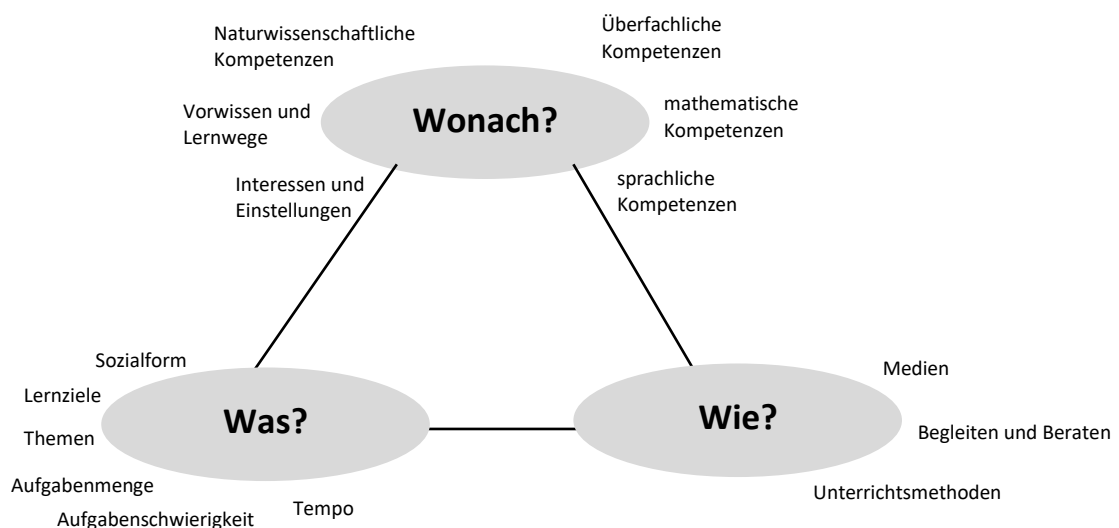 Naturwissenschaftliche
Kompetenzen
Überfachliche
Kompetenzen
Vorwissen und
Lernwege
Wonach?
mathematische
Kompetenzen
Interessen und
Einstellungen
sprachliche
Kompetenzen
Sozialform
Lernziele
Themen
Was?
Aufgabenmenge
Aufgabenschwierigkeit
Tempo
Wie?
Medien
Begleiten und Beraten
Unterrichtsmethoden